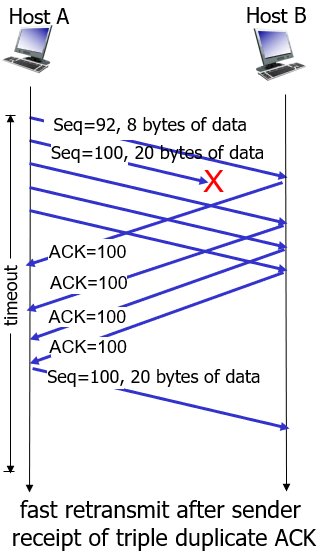 Host A
Host B
Seq=92, 8 bytes of data
Seq=100, 20 bytes of data
X
timeout
ACK=100
ACK=100
ACK=100
ACK=100
Seq=100, 20 bytes of data
fast retransmit after sender
receipt of triple duplicate ACK